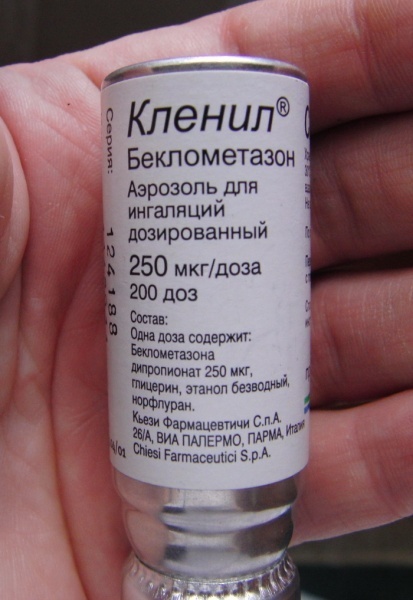 Кленил®
Беклометазон
Аэрозоль для
ингаляций
дозированный
250 мкг/доза
200 доз
Состав:
Одна доза содержит:
Беклометазона
дипропионат 250 мкг,
глицерин, этанол безводный,
норфлуран.
Кьези Фармацевтичи С.п.А.
26/А, ВИА ПАЛЕРМО, ПАРМА, Италия
Chiesi Farmaceutici S.p.A.
Серия:
124188